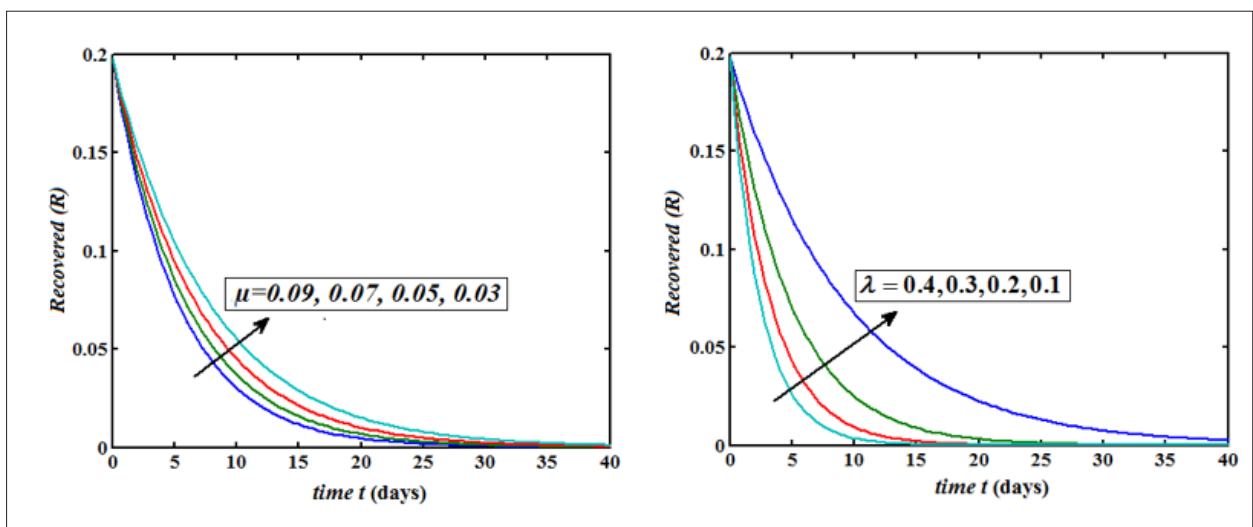 0.2
0.15
0.1
0.05
0
Recovered (R)
μ=0.09, 0.07, 0.05, 0.03
0 5 10 15 20 25 30 35 40
time t (days)
0.2
0.15
0.1
0.05
0
Recovered (R)
λ = 0.4,0.3,0.2,0.1
0 5 10 15 20 25 30 35 40
time t (days)